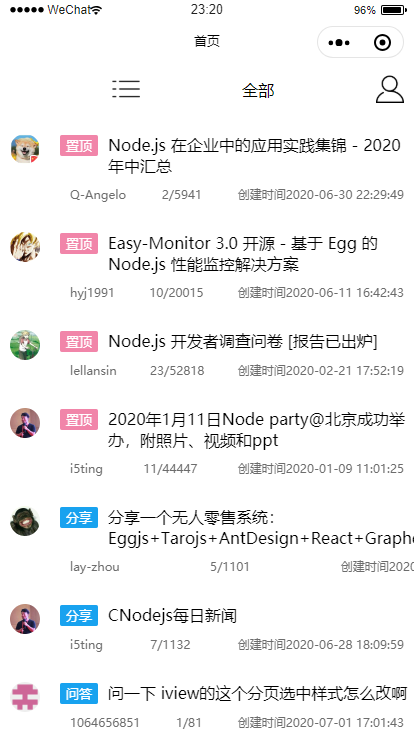 WeChat 23:20 96%
首页
全部
置顶 Node.js 在企业中的应用实践集锦 - 2020
年中汇总
Q-Angelo 2/5941 创建时间2020-06-30 22:29:49
置顶 Easy-Monitor 3.0 开源 - 基于 Egg 的
Node.js 性能监控解决方案
hyj1991 10/20015 创建时间2020-06-11 16:42:43
置顶 Node.js 开发者调查问卷 [报告已出炉]
lellansin 23/52818 创建时间2020-02-21 17:52:19
置顶 2020年1月11日Node party@北京成功举
办，附照片、视频和ppt
i5ting 11/44447 创建时间2020-01-09 11:01:25
分享 分享一个无人零售系统：
Eggjs+Tarojs+AntDesign+React+Graph
lay-zhou 5/1101 创建时间202
分享 CNodejs每日新闻
i5ting 7/1132 创建时间2020-06-28 18:09:59
问答 问一下 iview的这个分页选中样式怎么改啊
1064656851 1/81 创建时间2020-07-01 17:01:43